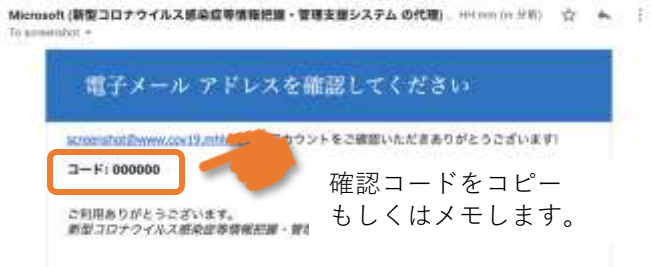 Microsoft (新型コロナウイルス感染症等情報把握・管理支援システム の代理)
To screenshot
電子メール アドレスを確認してください
screenshot@www.cov19.mhl カウントをご確認いただきありがとうございます!
コード: 000000
確認コードをコピー
もしくはメモします。
ご利用ありがとうございます。
新型コロナウイルス感染症等情報把握・管